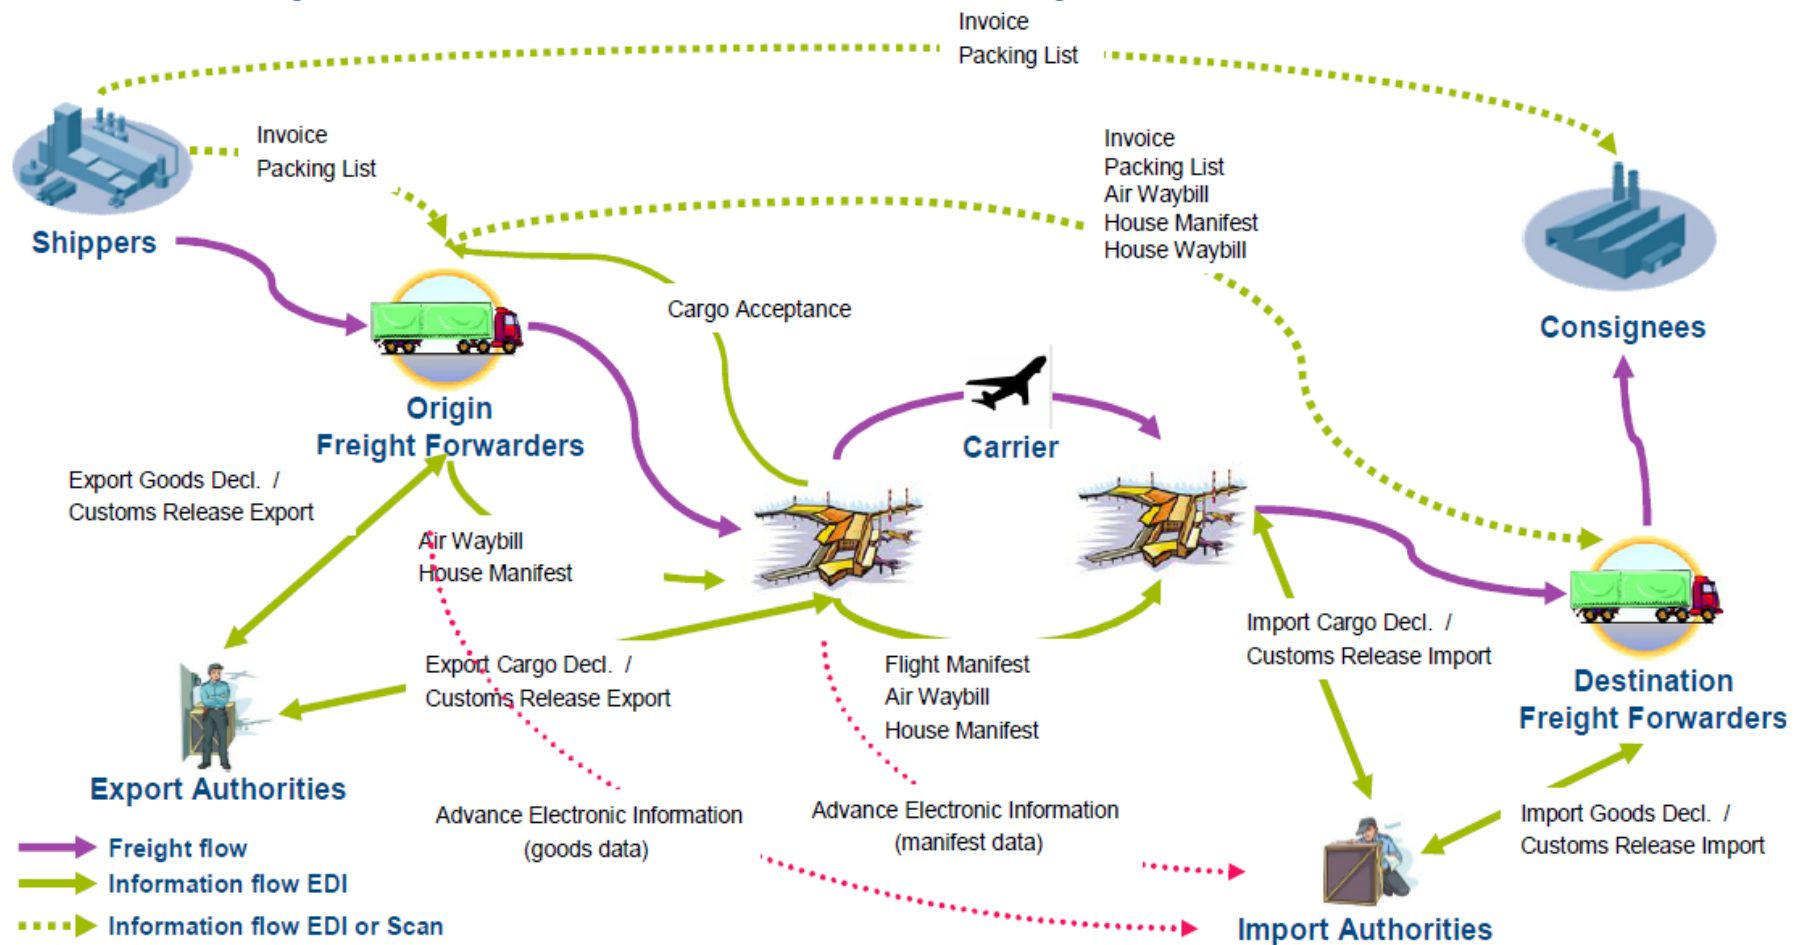 Invoice
Packing List
Invoice
Packing List
Invoice
Packing List
Air Waybill
House Manifest
House Waybill
Shippers
Cargo Acceptance
Consignees
Origin
Freight Forwarders
Carrier
Export Goods Decl. /
Customs Release Export
Air Waybill
House Manifest
Import Cargo Decl. /
Customs Release Import
Export Cargo Decl. /
Customs Release Export
Flight Manifest
Air Waybill
House Manifest
Destination
Freight Forwarders
Export Authorities
Advance Electronic Information
(goods data)
Advance Electronic Information
(manifest data)
Import Goods Decl. /
Customs Release Import
Freight flow
Information flow EDI
Information flow EDI or Scan
Import Authorities